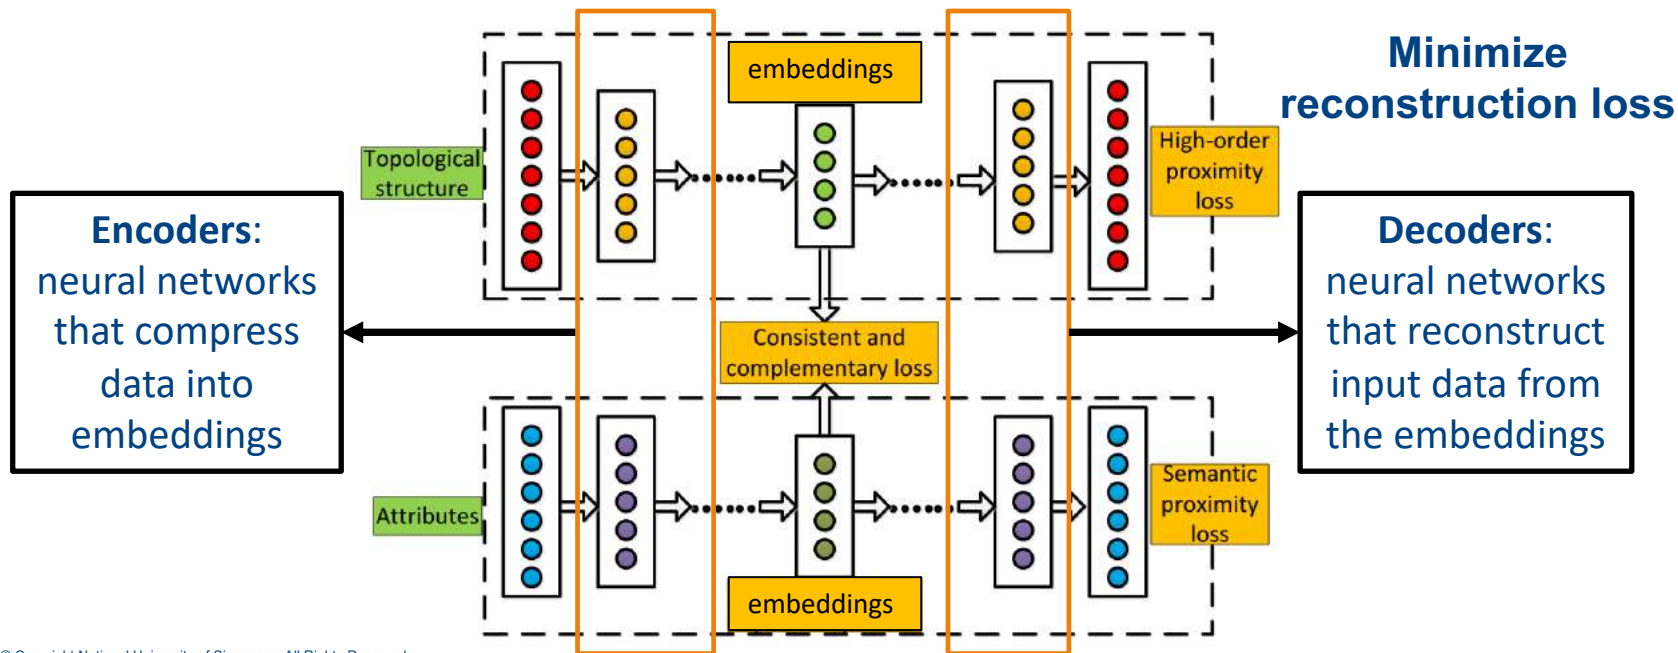 Minimize
reconstruction loss
embeddings
Topological
structure
High-order
proximity
loss
Encoders:
neural networks
that compress
data into
embeddings
Decoders:
neural networks
that reconstruct
input data from
the embeddings
Consistent and
complementary loss
Attributes
Semantic
proximity
loss
embeddings